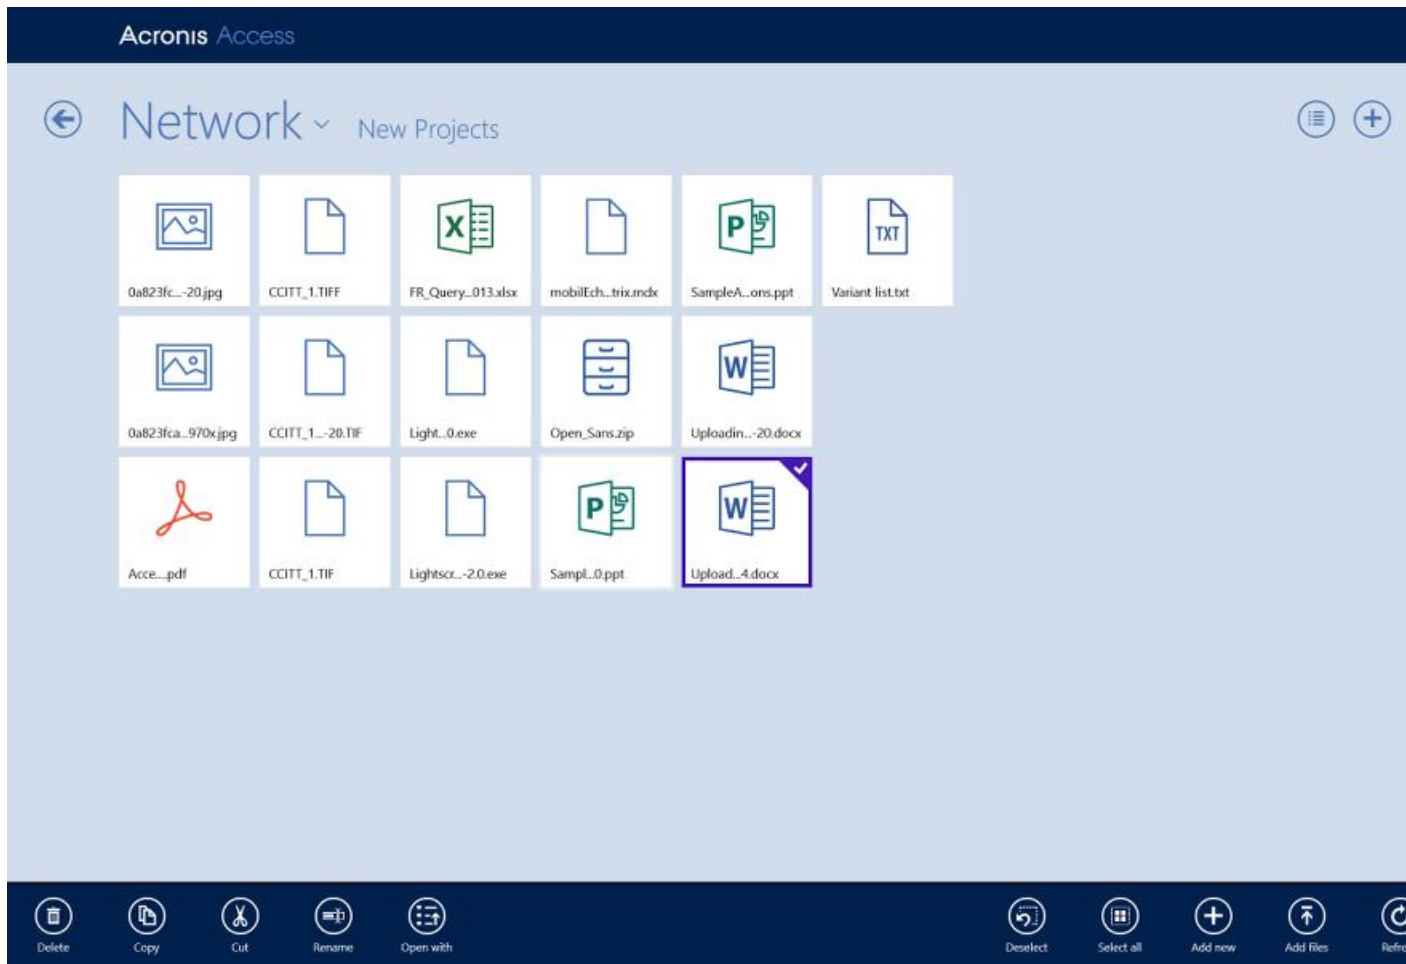 Acronis Access
Network New Projects
0a823fc...-20.jpg CCITT_1.TIFF FR_Query...013.xlsx mobilEch...trix.mdx SampleA...ons.ppt TXT Variant list.txt
0a823fca...970x.jpg CCITT_1...-20.TIF Light...0.exe Open_Sans.zip Uploadin...-20.docx
Acce....pdf CCITT_1.TIF Lightscr...-2.0.exe Sampl...0.ppt Upload...4.docx
Delete Copy Cut Rename Open with Deselect Select all Add new Add files Refre